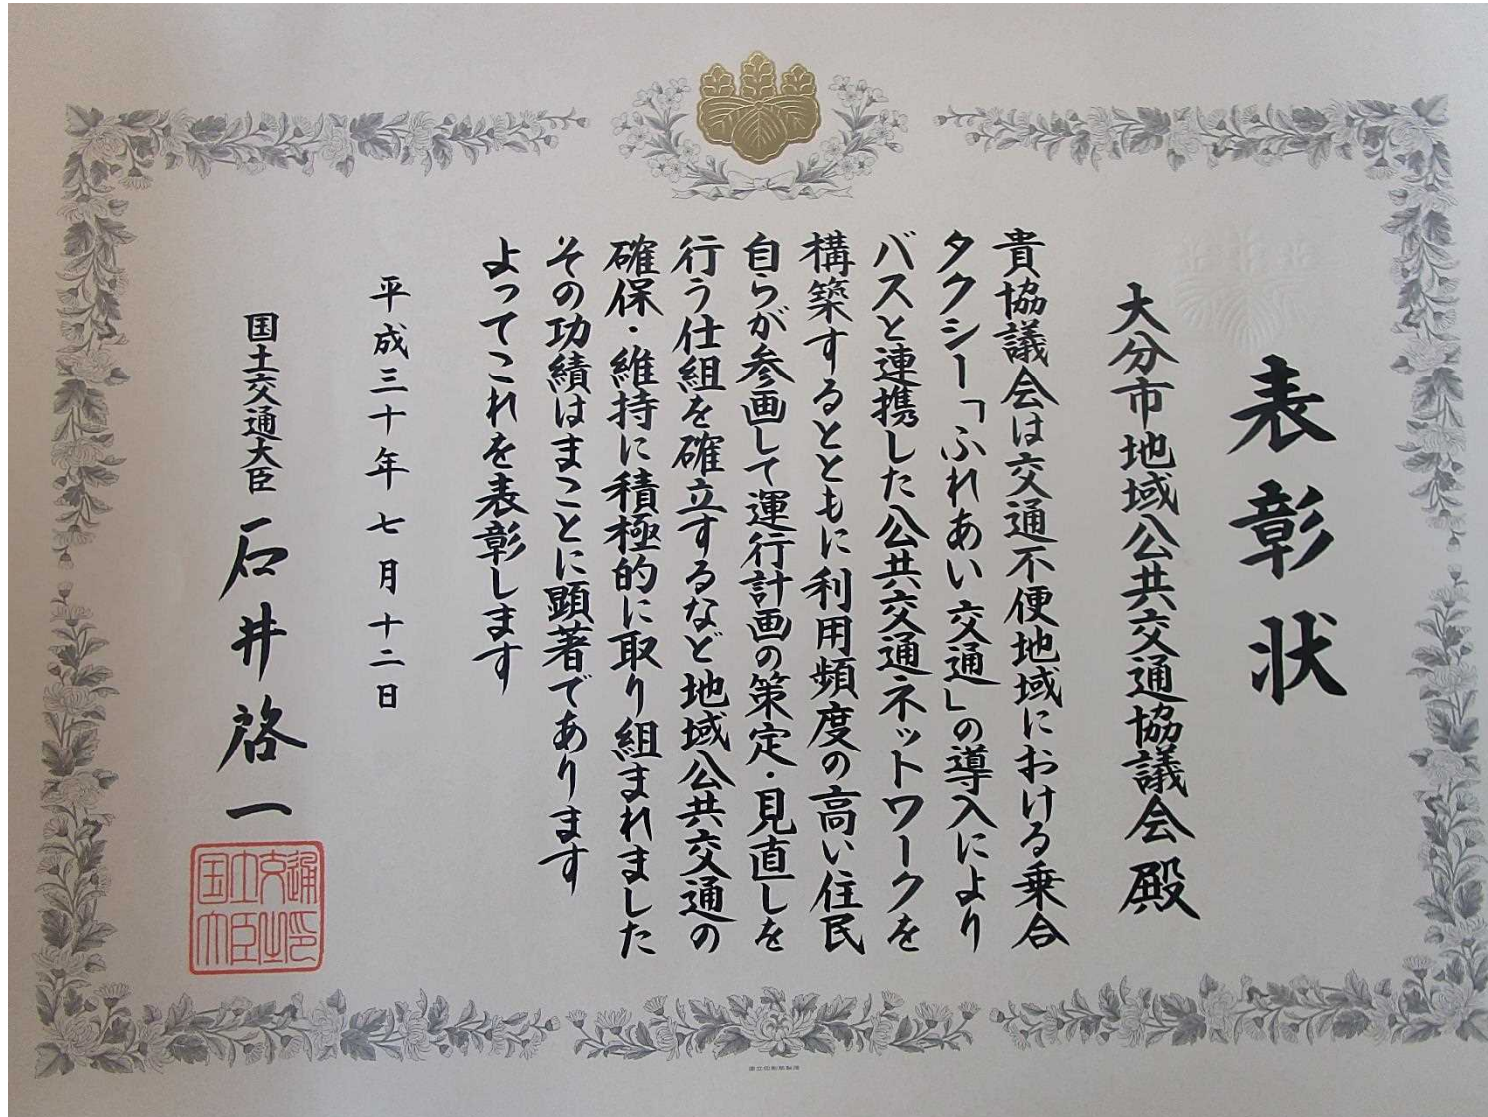 表彰状
大分市地域公共交通協議会殿
貴協議会は交通不便地域における乗合
タクシー「ふれあい交通」の導入により
バスと連携した公共交通ネットワークを
構築するとともに利用頻度の高い住民
自らが参画して運行計画の策定・見直しを
行う仕組を確立するなど地域公共交通の
確保・維持に積極的に取り組まれました
その功績はまことに顕著であります
よってこれを表彰します
平成三十年七月十二日
国土交通大臣 石井啓一
国土交通
大臣之印